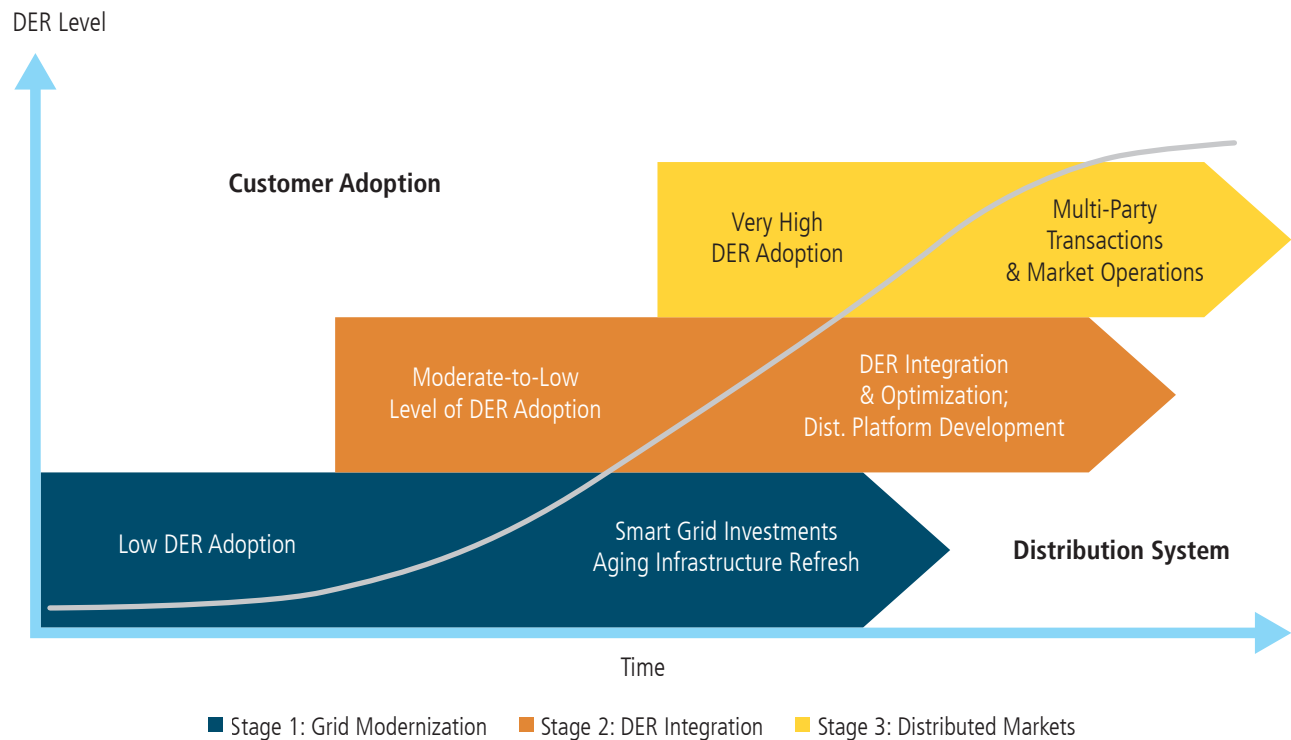 DER Level
Customer Adoption
Very High
DER Adoption
Multi-Party
Transactions
& Market Operations
Moderate-to-Low
Level of DER Adoption
DER Integration
& Optimization;
Dist. Platform Development
Low DER Adoption
Smart Grid Investments
Aging Infrastructure Refresh
Distribution System
Time
Stage 1: Grid Modernization
Stage 2: DER Integration
Stage 3: Distributed Markets